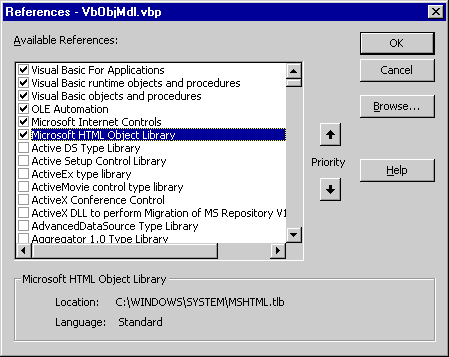 References - VbObjMdl.vbp
Available References:
OK
Visual Basic For Applications
Visual Basic runtime objects and procedures
Visual Basic objects and procedures
OLE Automation
Microsoft Internet Controls
Microsoft HTML Object Library
Active DS Type Library
Active Setup Control Library
ActiveEx type library
ActiveMovie control type library
ActiveX Conference Control
ActiveX DLL to perform Migration of MS Repository V1
AdvancedDataSource Type Library
Aggregator 1.0 Type Library
Cancel
Browse...
Priority
Help
Microsoft HTML Object Library
Location: C:\WINDOWS\SYSTEM\MSHTML.tlb
Language: Standard